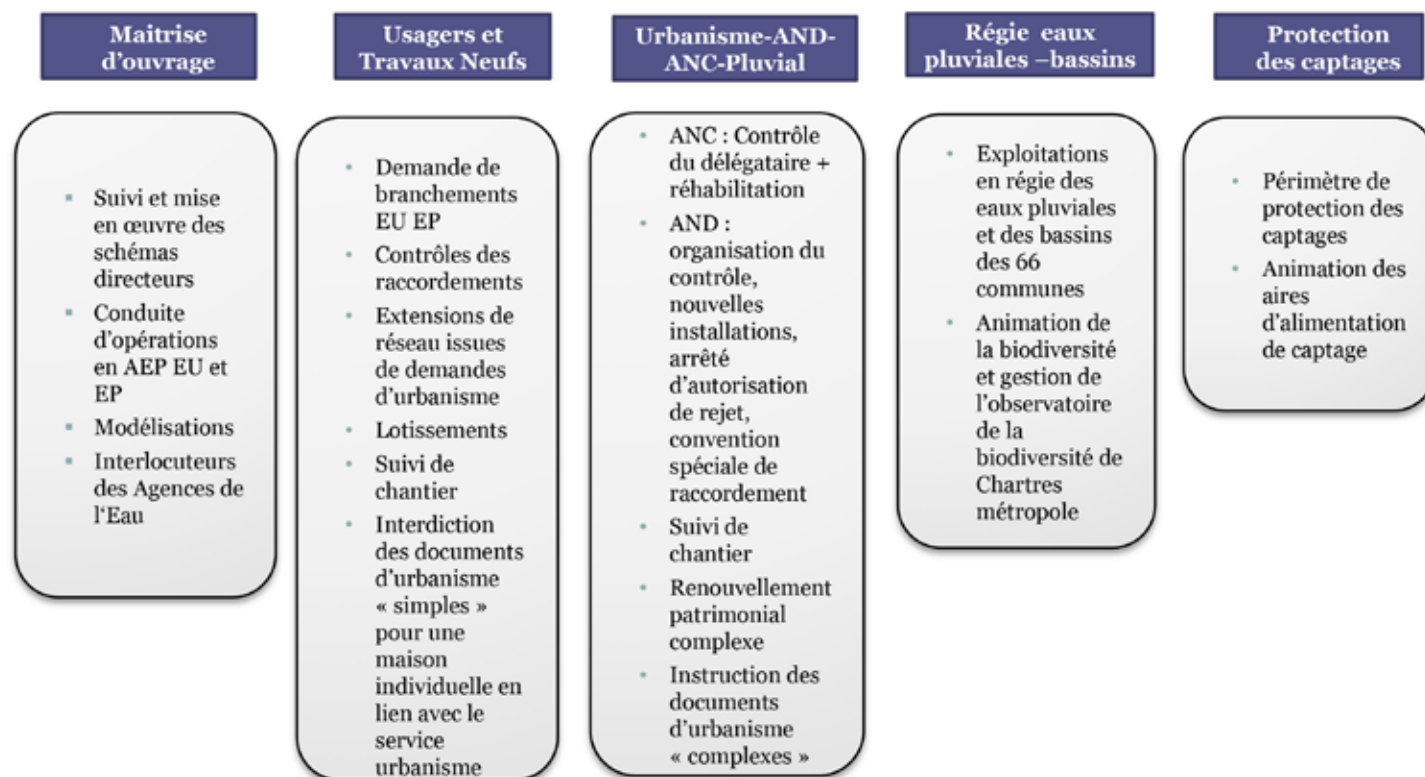 Maitrise
d'ouvrage
Suivi et mise
en œuvre des
schémas
directeurs
Conduite
d'opérations
en AEP EU et
EP
Modélisations
Interlocuteurs
des Agences de
l'Eau
Usagers et
Travaux Neufs
Demande de
branchements
EU EP
Contrôles des
raccordements
Extensions de
réseau issues
de demandes
d'urbanisme
Lotissements
Suivi de
chantier
Interdiction
des documents
d'urbanisme
« simples »
pour une
maison
individuelle en
lien avec le
service
urbanisme
Urbanisme-AND-
ANC-Pluvial
ANC : Contrôle
du délégataire +
réhabilitation
AND :
organisation du
contrôle,
nouvelles
installations,
arrêté
d'autorisation
de rejet,
convention
spéciale de
raccordement
Suivi de
chantier
Renouvellement
patrimonial
complexe
Instruction des
documents
d'urbanisme
« complexes »
Régie eaux
pluviales –bassins
Exploitations
en régie des
eaux pluviales
et des bassins
des 66
communes
Animation de
la biodiversité
et gestion de
l'observatoire
de la
biodiversité de
Chartres
métropole
Protection
des captages
Périmètre de
protection des
captages
Animation des
aires
d'alimentation
de captage